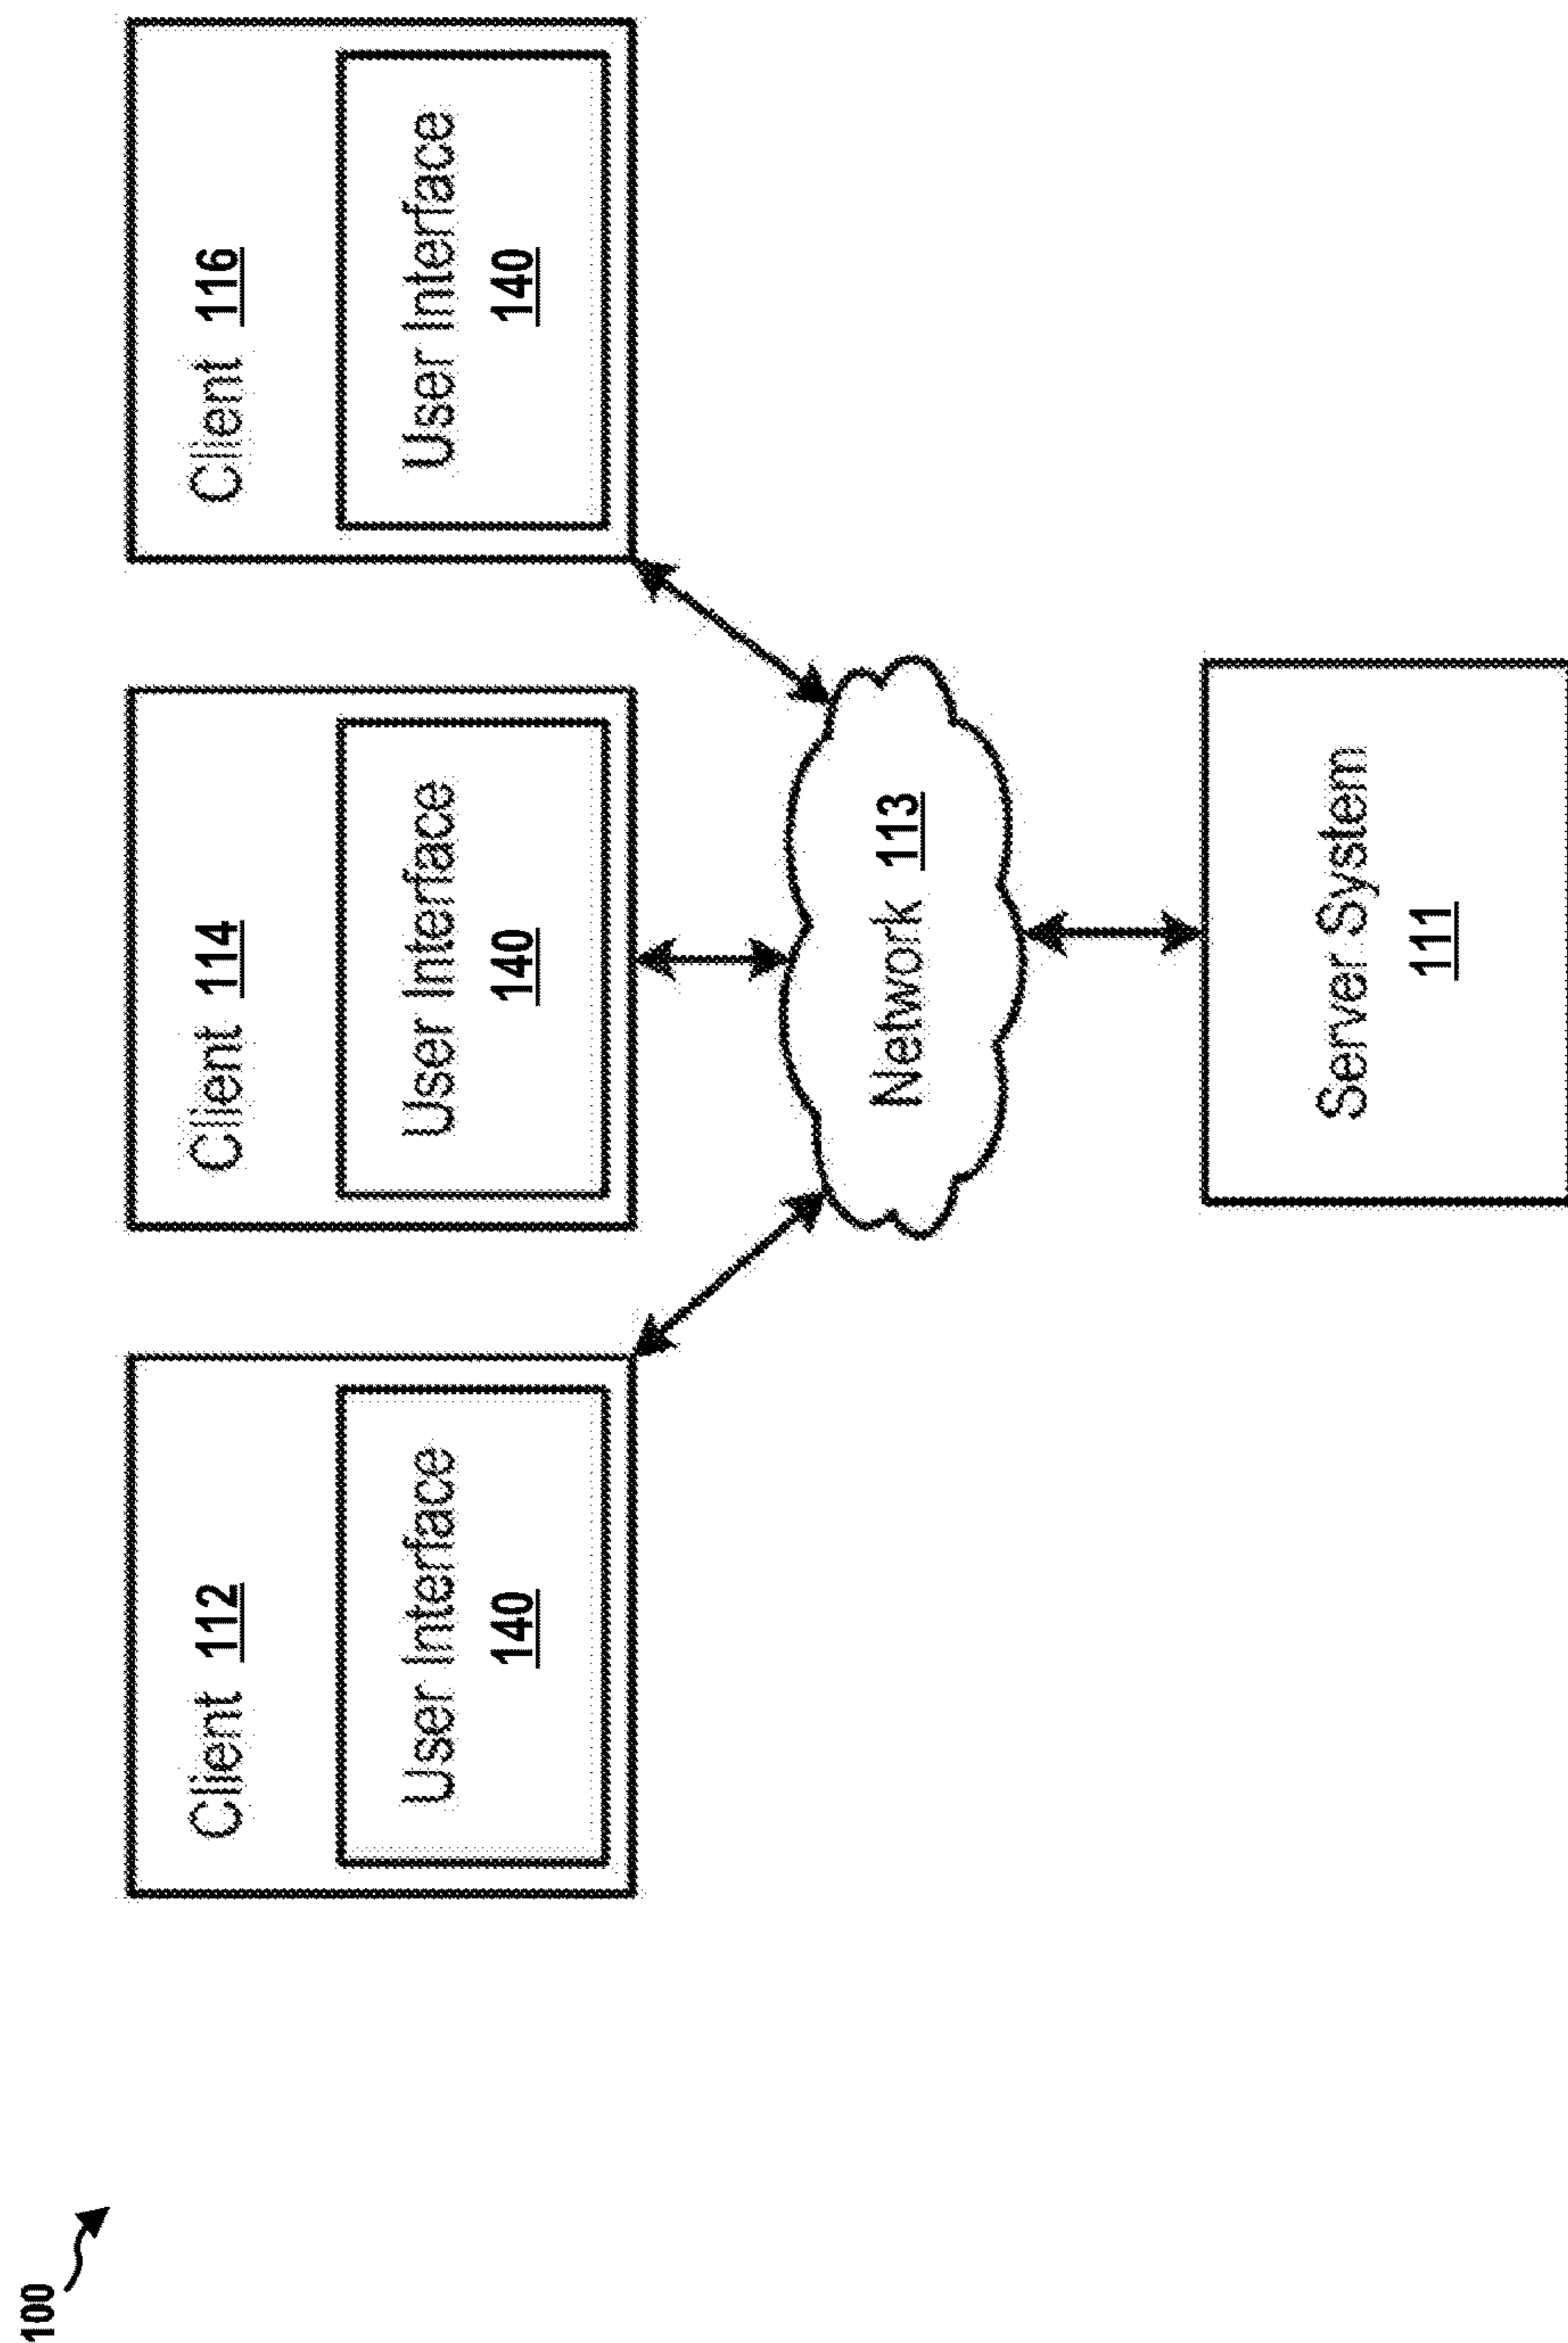 100
Client 112
User Interface
140
Client 114
User Interface
140
Client 116
User Interface
140
Network 113
Server System
111